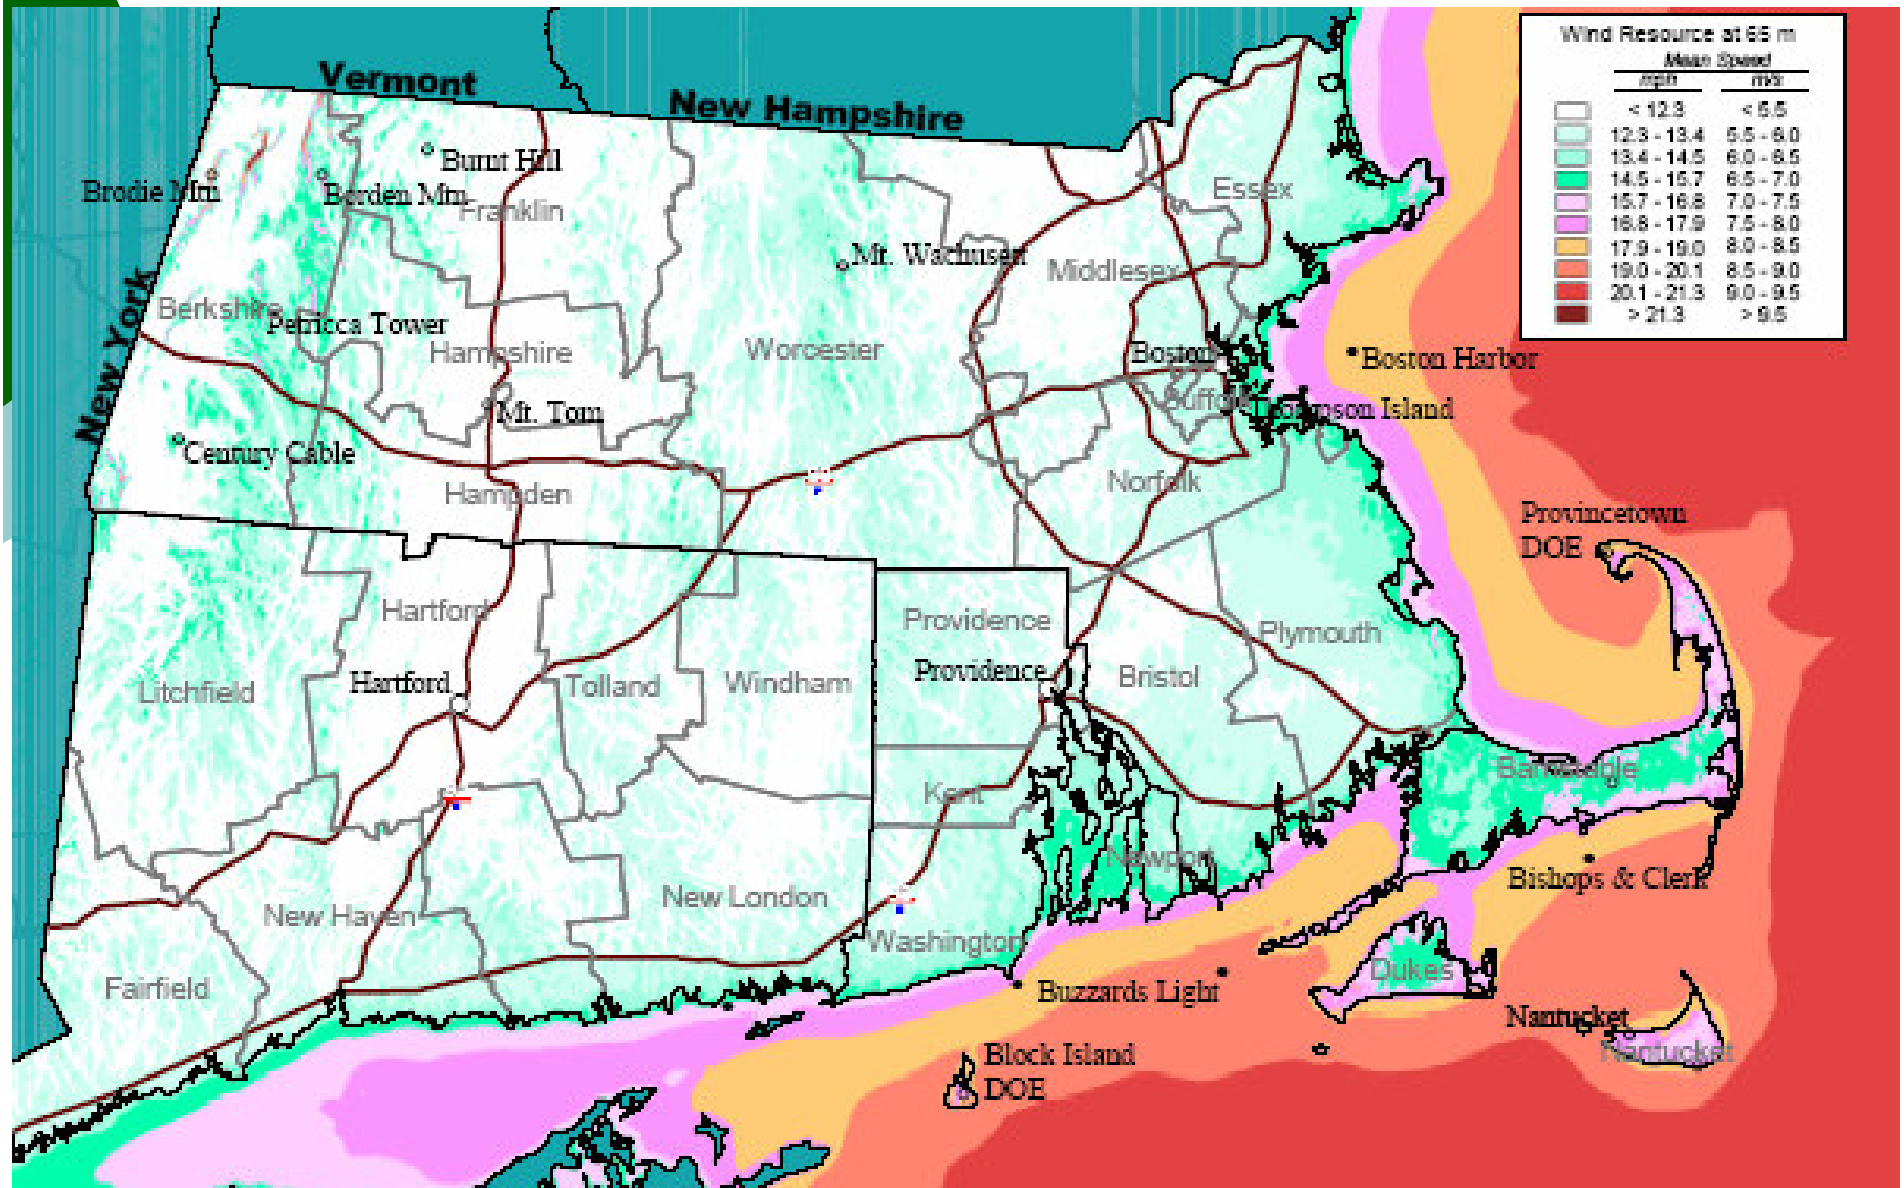 Wind Resource at 65 m
Mean Speed
mph m/s
< 12.3 < 5.5
12.3 - 13.4 5.5 - 6.0
13.4 - 14.5 6.0 - 6.5
14.5 - 15.7 6.5 - 7.0
15.7 - 16.8 7.0 - 7.5
16.8 - 17.9 7.5 - 8.0
17.9 - 19.0 8.0 - 8.5
19.0 - 20.1 8.5 - 9.0
20.1 - 21.3 9.0 - 9.5
> 21.3 > 9.5
Vermont
New Hampshire
New York
Burnt Hill
Brodie Mtn
Borden Mtn
Franklin
Essex
Mt. Wachusett
Middlesex
Berkshire
Petricca Tower
Hampshire
Worcester
Boston
Boston Harbor
Suffolk
Thompson Island
Mt. Tom
Century Cable
Hampden
Norfolk
Provincetown
DOE
Hartford
Providence
Plymouth
Providence
Bristol
Hartford
Litchfield
Tolland
Windham
Barnstable
Kent
Newport
Bishops & Clerk
New Haven
New London
Washington
Dukes
Fairfield
Buzzards Light
Nantucket
Nantucket
Block Island
DOE